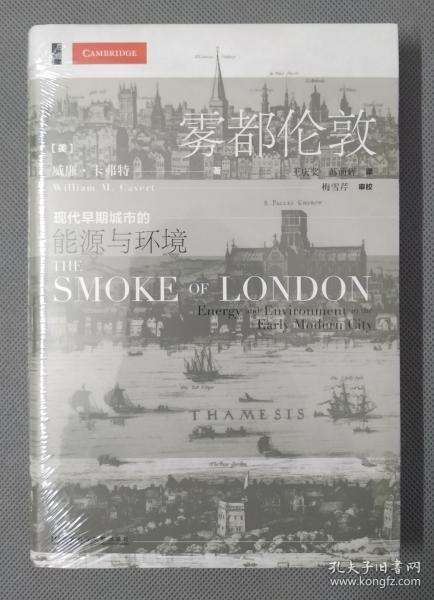 CAMBRIDGE
雾都伦敦
[美]
威廉·卡弗特 著
William M. Cavert
王庆奖 苏前辉 译
梅雪芹 审校
现代早期城市的
能源与环境
THE
SMOKE OF LONDON
Energy and Environment in the
Early Modern City
S PAULES CHURCH
THAMESIS
孔夫子旧书网
www.kongfz.com